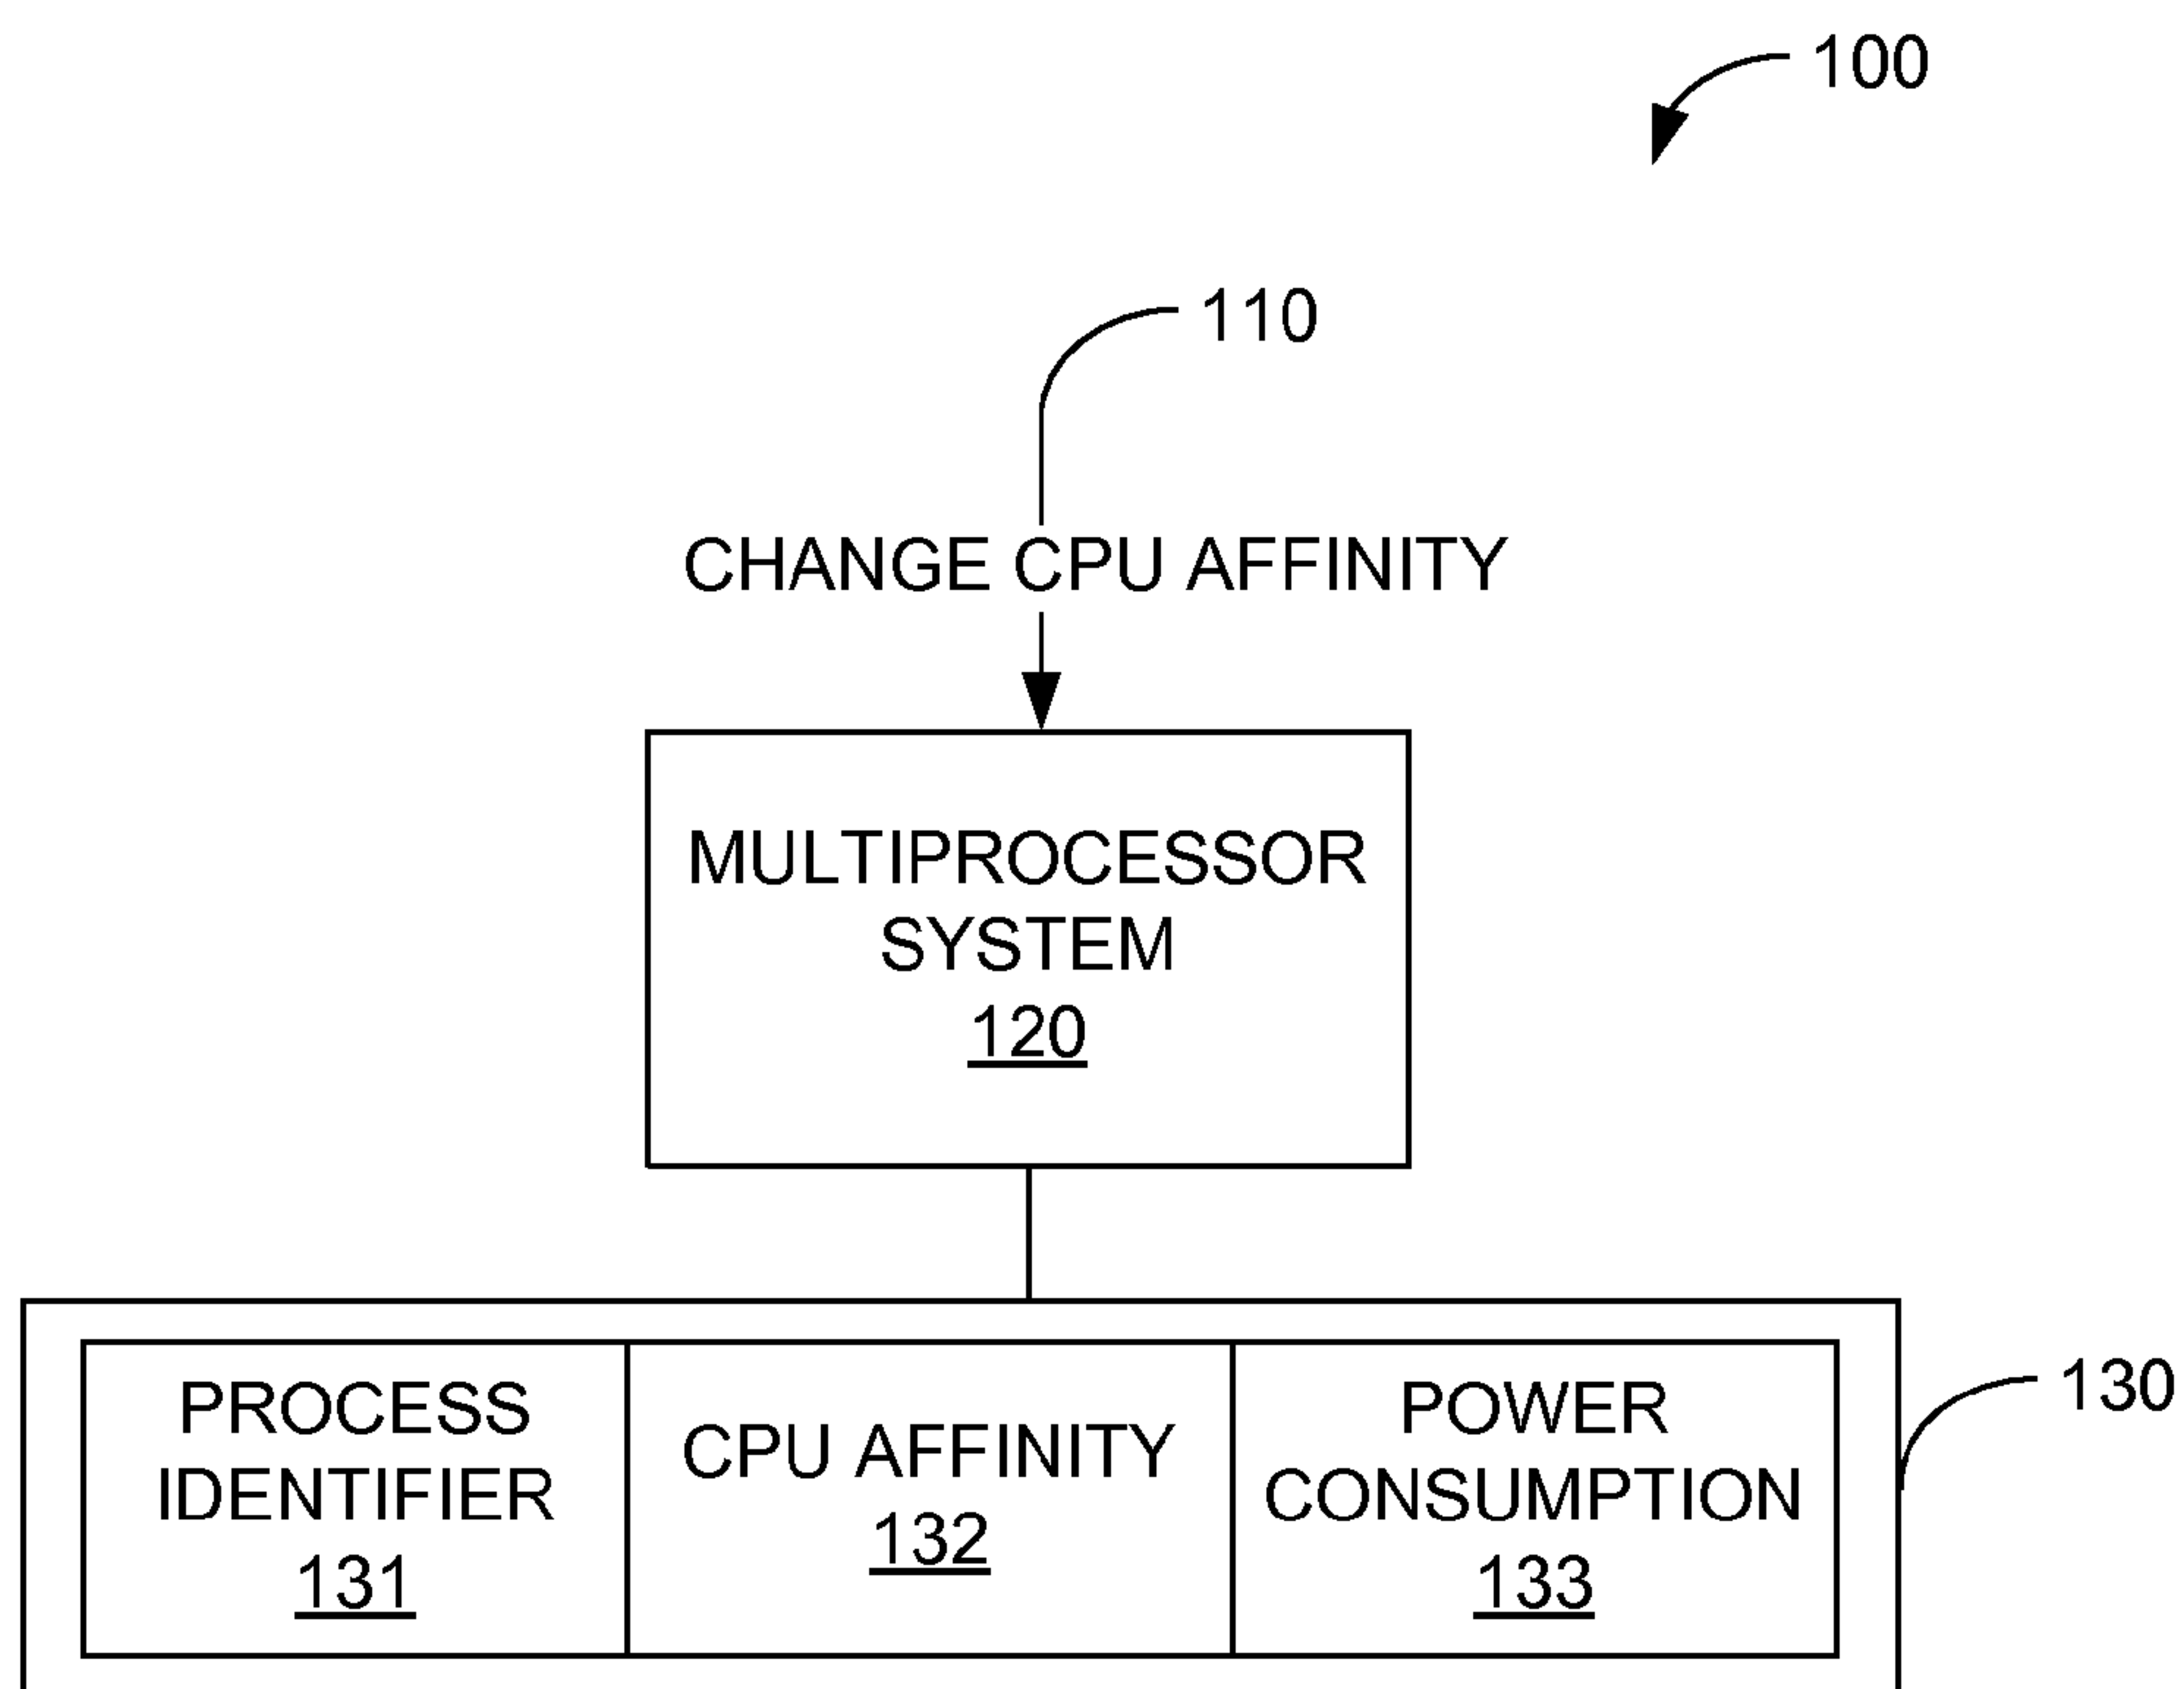 100
110
CHANGE CPU AFFINITY
MULTIPROCESSOR
SYSTEM
120
130
PROCESS
IDENTIFIER
131
CPU AFFINITY
132
POWER
CONSUMPTION
133